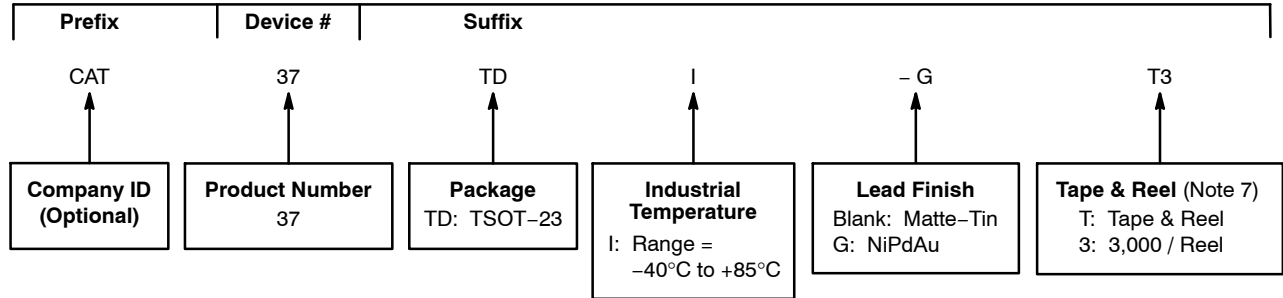 Prefix Device # Suffix
CAT 37 TD I – G T3
Company ID
(Optional)
Product Number
37
Package
TD: TSOT−23
Industrial
Temperature
I: Range =
−40°C to +85°C
Lead Finish
Blank: Matte−Tin
G: NiPdAu
Tape & Reel (Note 7)
T: Tape & Reel
3: 3,000 / Reel